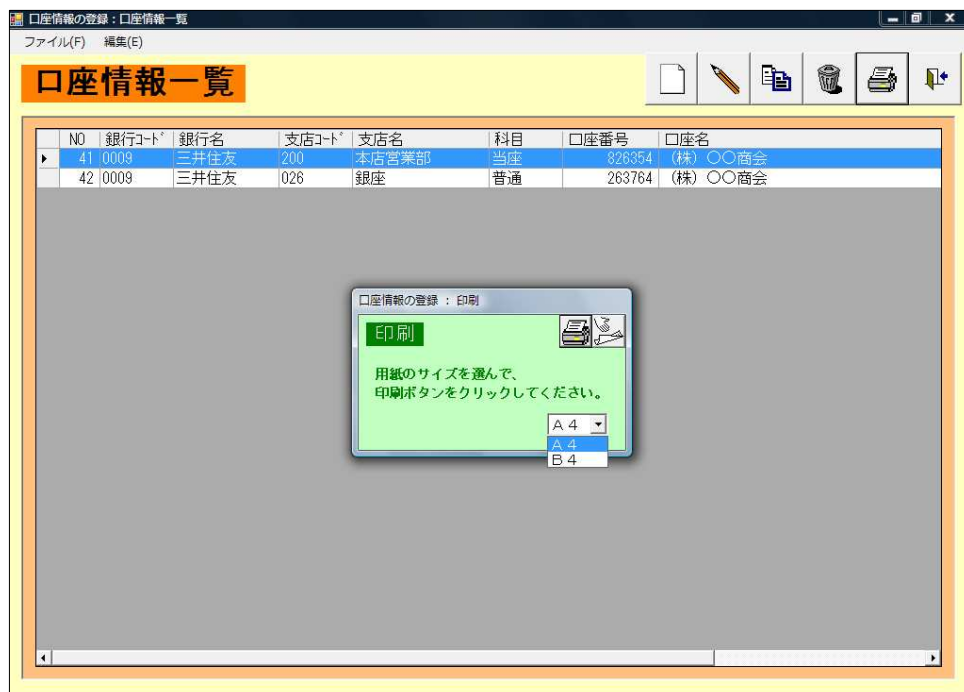 口座情報の登録：口座情報一覧
ファイル(F) 編集(E)
口座情報一覧
NO 銀行ｺｰﾄﾞ 銀行名 支店ｺｰﾄﾞ 支店名 科目 口座番号 口座名
41 0009 三井住友 200 本店営業部 当座 826354 （株）〇〇商会
42 0009 三井住友 026 銀座 普通 263764 （株）〇〇商会
口座情報の登録 ： 印刷
印刷
用紙のサイズを選んで、
印刷ボタンをクリックしてください。
Ａ４
Ａ４
Ｂ４